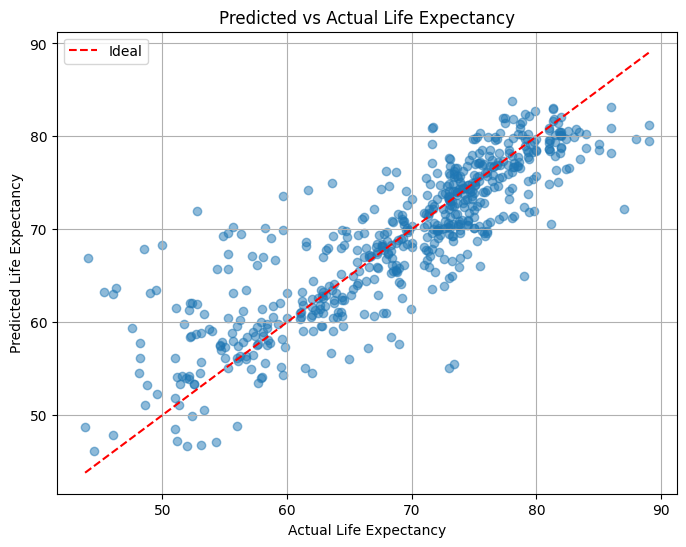 Predicted vs Actual Life Expectancy
Ideal
90
80
70
60
50
Predicted Life Expectancy
50 60 70 80 90
Actual Life Expectancy